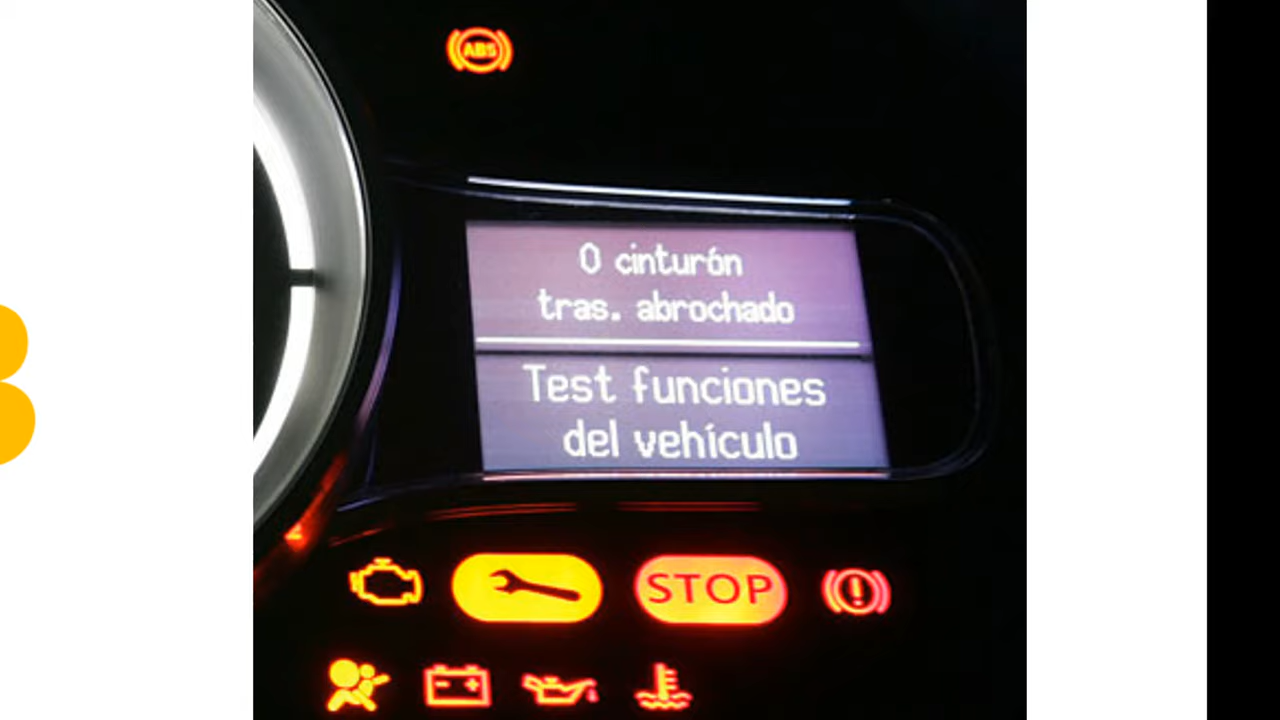 ABS
0 cinturón
tras. abrochado
Test funciones
del vehículo
STOP